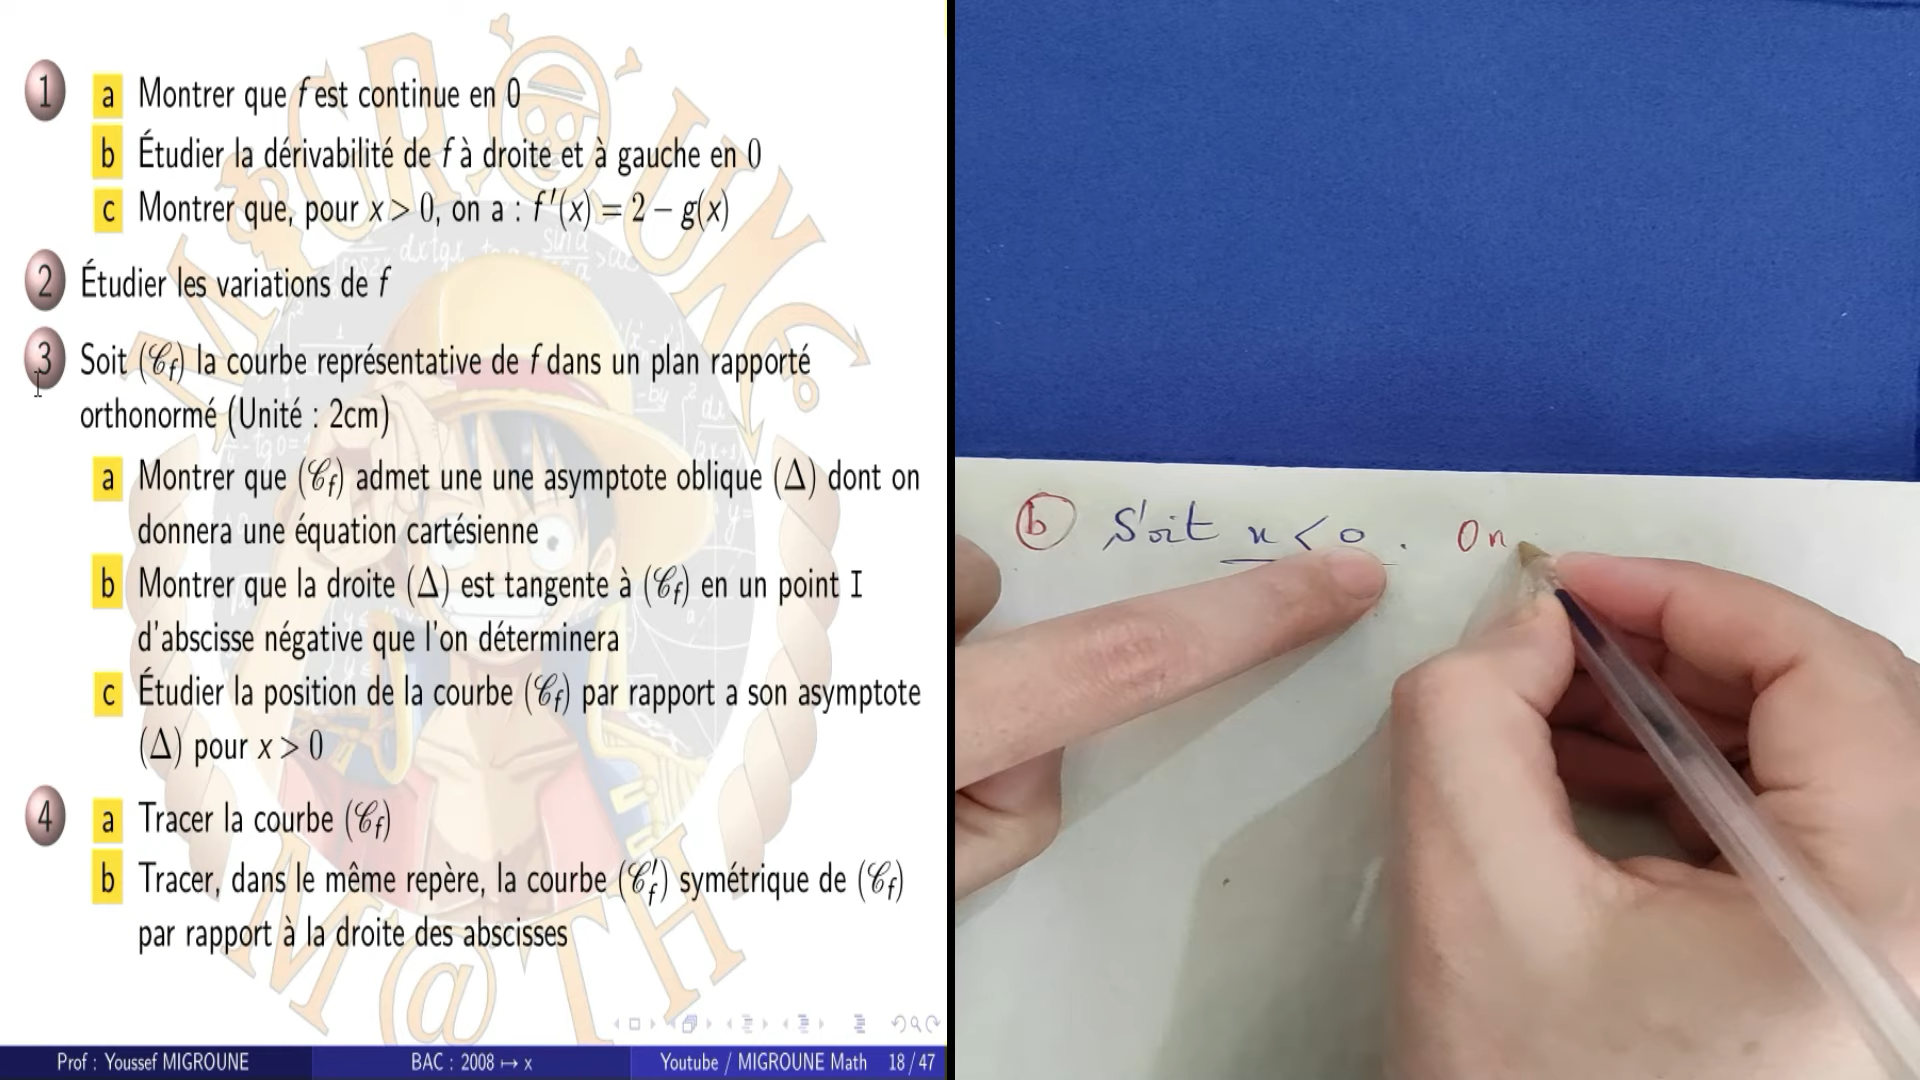 1 a Montrer que f est continue en 0
b Étudier la dérivabilité de f à droite et à gauche en 0
c Montrer que, pour x > 0, on a : f'(x) = 2 − g(x)
2 Étudier les variations de f
3 Soit (𝒞f) la courbe représentative de f dans un plan rapporté
orthonormé (Unité : 2cm)
a Montrer que (𝒞f) admet une une asymptote oblique (Δ) dont on
donnera une équation cartésienne
b Montrer que la droite (Δ) est tangente à (𝒞f) en un point I
d'abscisse négative que l'on déterminera
c Étudier la position de la courbe (𝒞f) par rapport a son asymptote
(Δ) pour x > 0
4 a Tracer la courbe (𝒞f)
b Tracer, dans le même repère, la courbe (𝒞'f) symétrique de (𝒞f)
par rapport à la droite des abscisses
Prof : Youssef MIGROUNE BAC : 2008 ↦ x Youtube / MIGROUNE Math 18 / 47
b Soit x < 0 . On